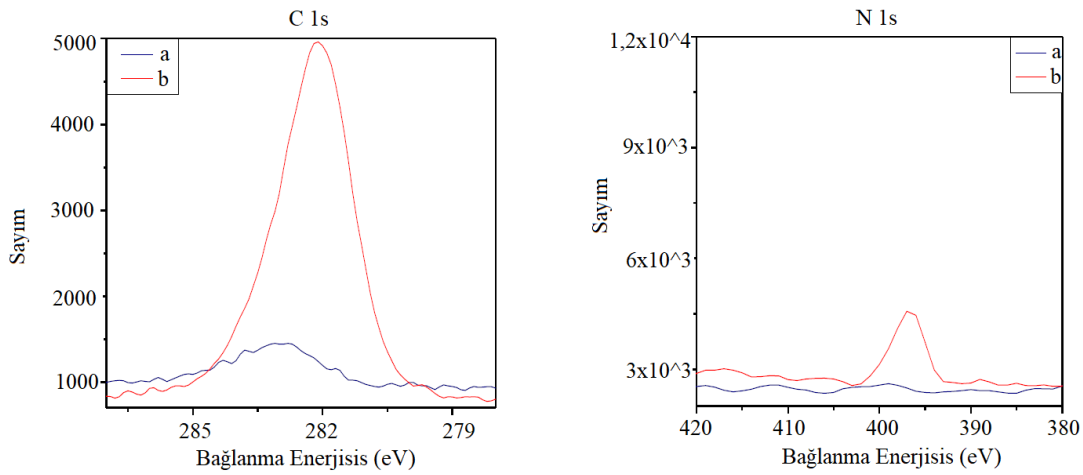 C 1s
5000
4000
3000
2000
1000
a
b
Sayım
285
282
279
Bağlanma Enerjisis (eV)
N 1s
1,2x10^4
9x10^3
6x10^3
3x10^3
a
b
Sayım
420
410
400
390
380
Bağlanma Enerjisis (eV)